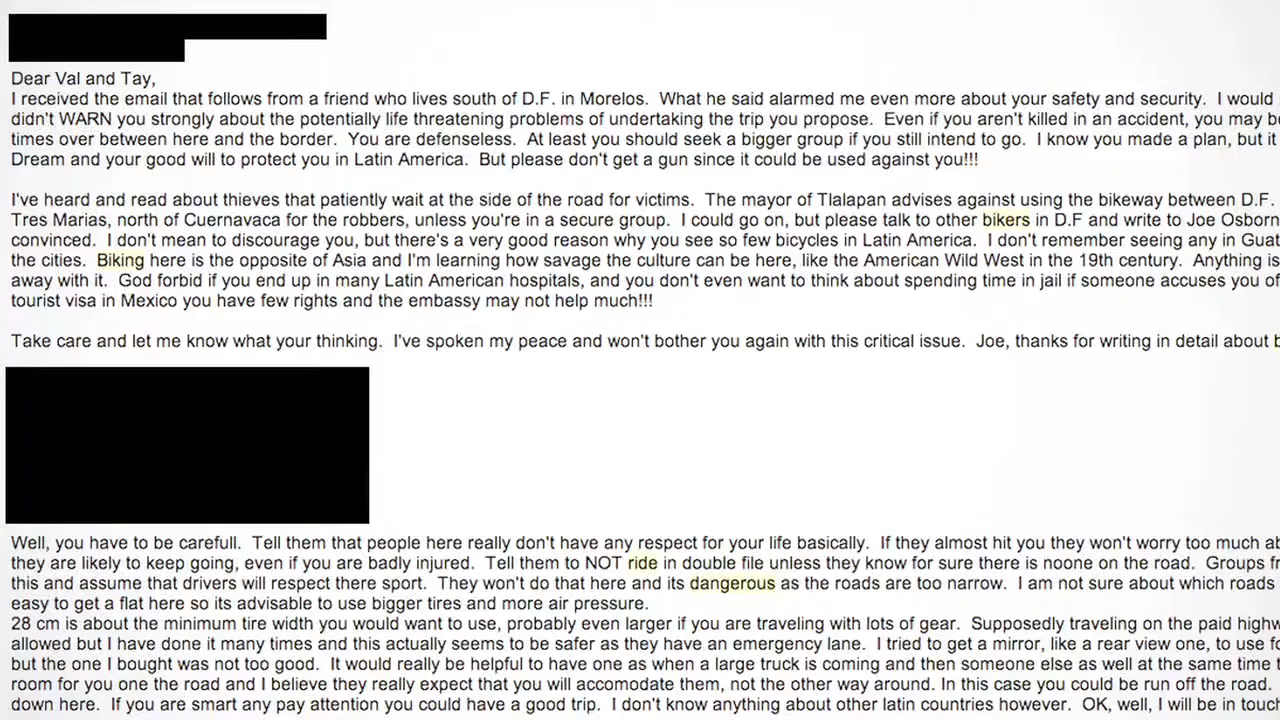 Dear Val and Tay,
I received the email that follows from a friend who lives south of D.F. in Morelos.  What he said alarmed me even more about your safety and security.  I would
didn't WARN you strongly about the potentially life threatening problems of undertaking the trip you propose.  Even if you aren't killed in an accident, you may be
times over between here and the border.  You are defenseless.  At least you should seek a bigger group if you still intend to go.  I know you made a plan, but it
Dream and your good will to protect you in Latin America.  But please don't get a gun since it could be used against you!!!
I've heard and read about thieves that patiently wait at the side of the road for victims.  The mayor of Tlalapan advises against using the bikeway between D.F.
Tres Marias, north of Cuernavaca for the robbers, unless you're in a secure group.  I could go on, but please talk to other bikers in D.F and write to Joe Osborn
convinced.  I don't mean to discourage you, but there's a very good reason why you see so few bicycles in Latin America.  I don't remember seeing any in Guat
the cities.  Biking here is the opposite of Asia and I'm learning how savage the culture can be here, like the American Wild West in the 19th century.  Anything is
away with it.  God forbid if you end up in many Latin American hospitals, and you don't even want to think about spending time in jail if someone accuses you of
tourist visa in Mexico you have few rights and the embassy may not help much!!!
Take care and let me know what your thinking.  I've spoken my peace and won't bother you again with this critical issue.  Joe, thanks for writing in detail about b
Well, you have to be carefull.  Tell them that people here really don't have any respect for your life basically.  If they almost hit you they won't worry too much ab
they are likely to keep going, even if you are badly injured.  Tell them to NOT ride in double file unless they know for sure there is noone on the road.  Groups fr
this and assume that drivers will respect there sport.  They won't do that here and its dangerous as the roads are too narrow.  I am not sure about which roads
easy to get a flat here so its advisable to use bigger tires and more air pressure.
28 cm is about the minimum tire width you would want to use, probably even larger if you are traveling with lots of gear.  Supposedly traveling on the paid highw
allowed but I have done it many times and this actually seems to be safer as they have an emergency lane.  I tried to get a mirror, like a rear view one, to use fo
but the one I bought was not too good.  It would really be helpful to have one as when a large truck is coming and then someone else as well at the same time t
room for you one the road and I believe they really expect that you will accomodate them, not the other way around. In this case you could be run off the road.
down here.  If you are smart any pay attention you could have a good trip.  I don't know anything about other latin countries however.  OK, well, I will be in touc